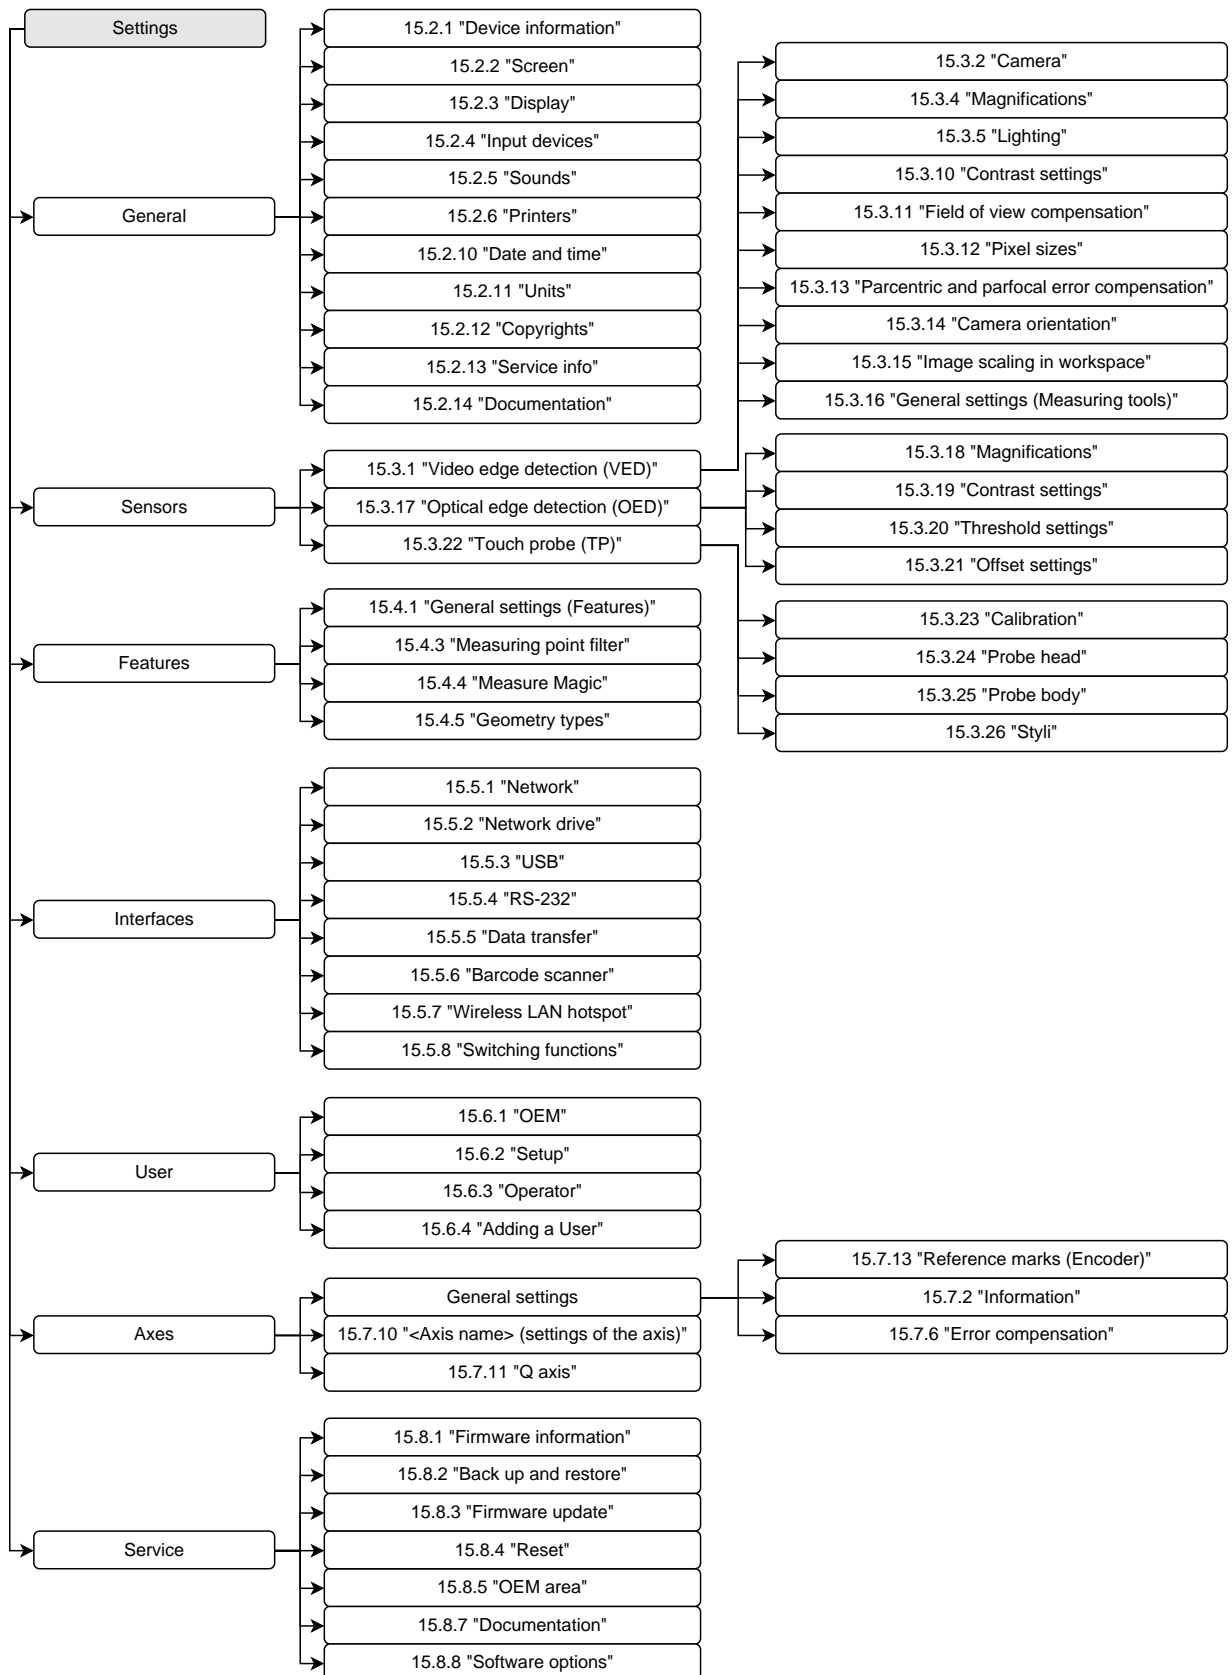 Settings
General
15.2.1 "Device information"
15.2.2 "Screen"
15.2.3 "Display"
15.2.4 "Input devices"
15.2.5 "Sounds"
15.2.6 "Printers"
15.2.10 "Date and time"
15.2.11 "Units"
15.2.12 "Copyrights"
15.2.13 "Service info"
15.2.14 "Documentation"
Sensors
15.3.1 "Video edge detection (VED)"
15.3.17 "Optical edge detection (OED)"
15.3.22 "Touch probe (TP)"
15.3.2 "Camera"
15.3.4 "Magnifications"
15.3.5 "Lighting"
15.3.10 "Contrast settings"
15.3.11 "Field of view compensation"
15.3.12 "Pixel sizes"
15.3.13 "Parcentric and parfocal error compensation"
15.3.14 "Camera orientation"
15.3.15 "Image scaling in workspace"
15.3.16 "General settings (Measuring tools)"
15.3.18 "Magnifications"
15.3.19 "Contrast settings"
15.3.20 "Threshold settings"
15.3.21 "Offset settings"
15.3.23 "Calibration"
15.3.24 "Probe head"
15.3.25 "Probe body"
15.3.26 "Styli"
Features
15.4.1 "General settings (Features)"
15.4.3 "Measuring point filter"
15.4.4 "Measure Magic"
15.4.5 "Geometry types"
Interfaces
15.5.1 "Network"
15.5.2 "Network drive"
15.5.3 "USB"
15.5.4 "RS-232"
15.5.5 "Data transfer"
15.5.6 "Barcode scanner"
15.5.7 "Wireless LAN hotspot"
15.5.8 "Switching functions"
User
15.6.1 "OEM"
15.6.2 "Setup"
15.6.3 "Operator"
15.6.4 "Adding a User"
Axes
General settings
15.7.10 "<Axis name> (settings of the axis)"
15.7.11 "Q axis"
15.7.13 "Reference marks (Encoder)"
15.7.2 "Information"
15.7.6 "Error compensation"
Service
15.8.1 "Firmware information"
15.8.2 "Back up and restore"
15.8.3 "Firmware update"
15.8.4 "Reset"
15.8.5 "OEM area"
15.8.7 "Documentation"
15.8.8 "Software options"